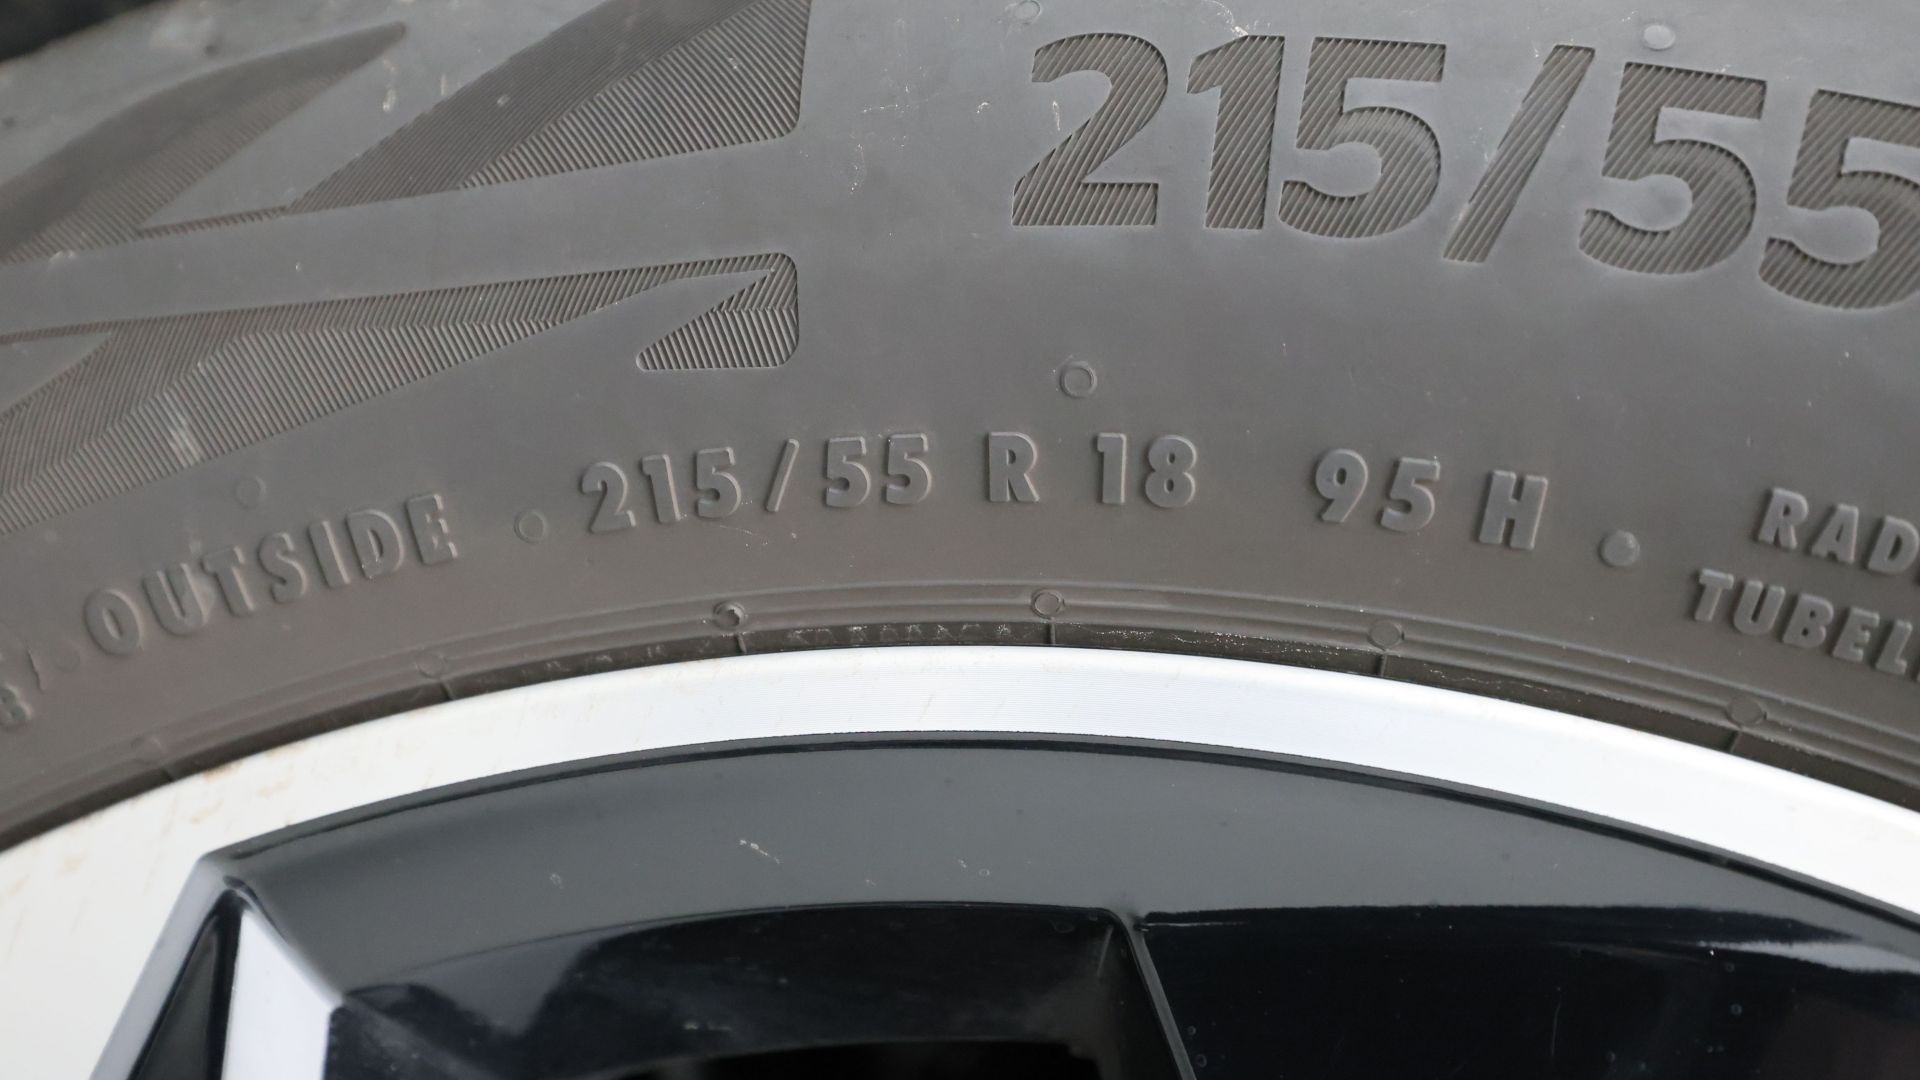 215/55
OUTSIDE · 215/55 R 18 95 H ·
RAD
TUBEL